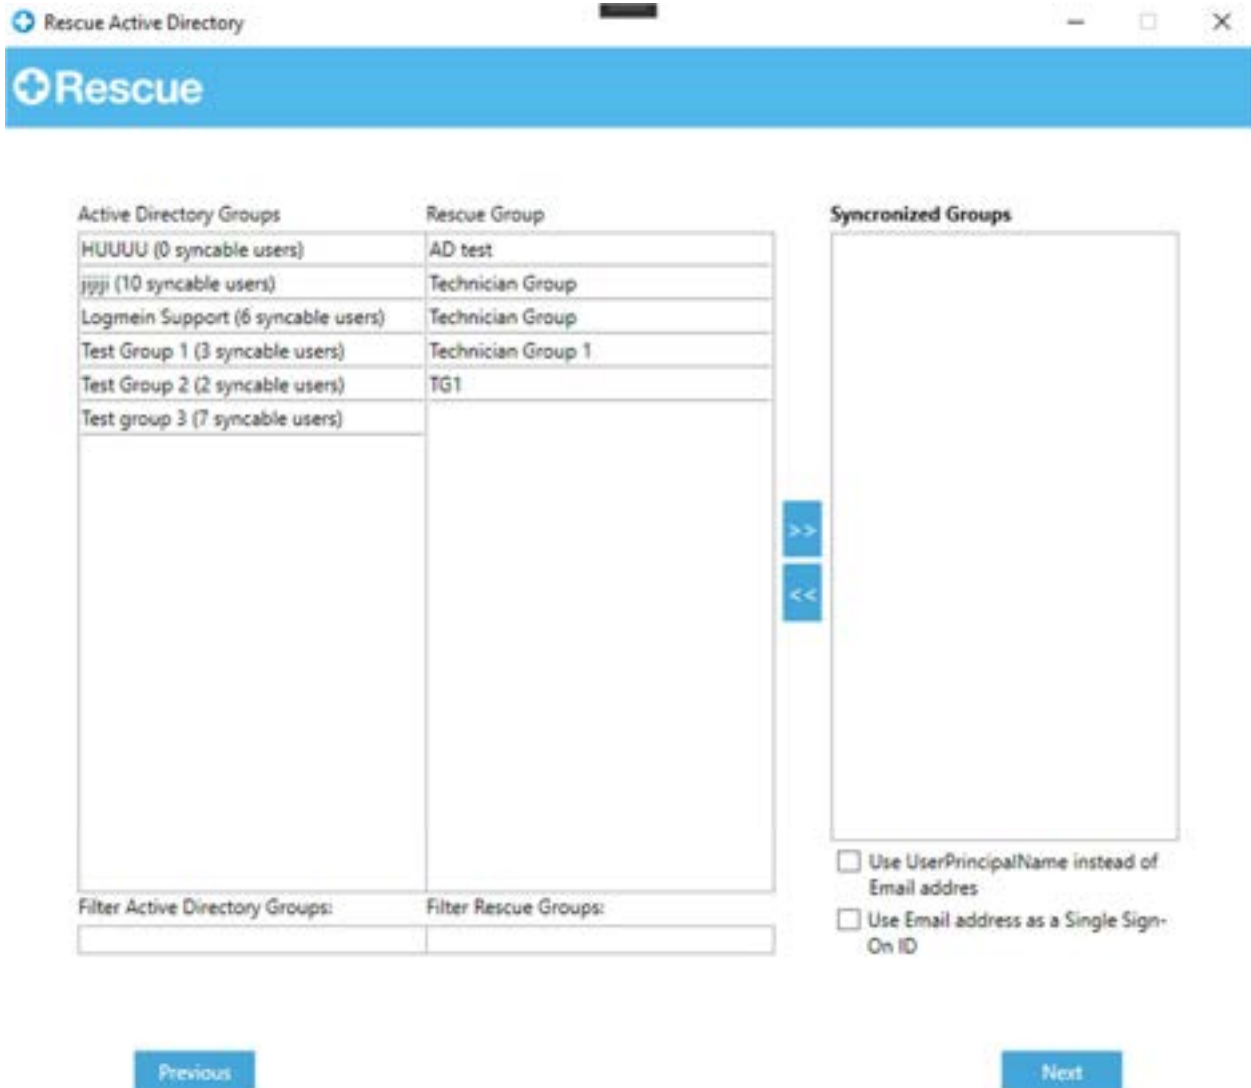 Rescue Active Directory
Rescue
Active Directory Groups
Rescue Group
Syncronized Groups
HUUUU (0 syncable users)
AD test
jijiji (10 syncable users)
Technician Group
Logmein Support (6 syncable users)
Technician Group
Test Group 1 (3 syncable users)
Technician Group 1
Test Group 2 (2 syncable users)
TG1
Test group 3 (7 syncable users)
>>
<<
Use UserPrincipalName instead of
Email addres
Filter Active Directory Groups:
Filter Rescue Groups:
Use Email address as a Single Sign-
On ID
Previous
Next